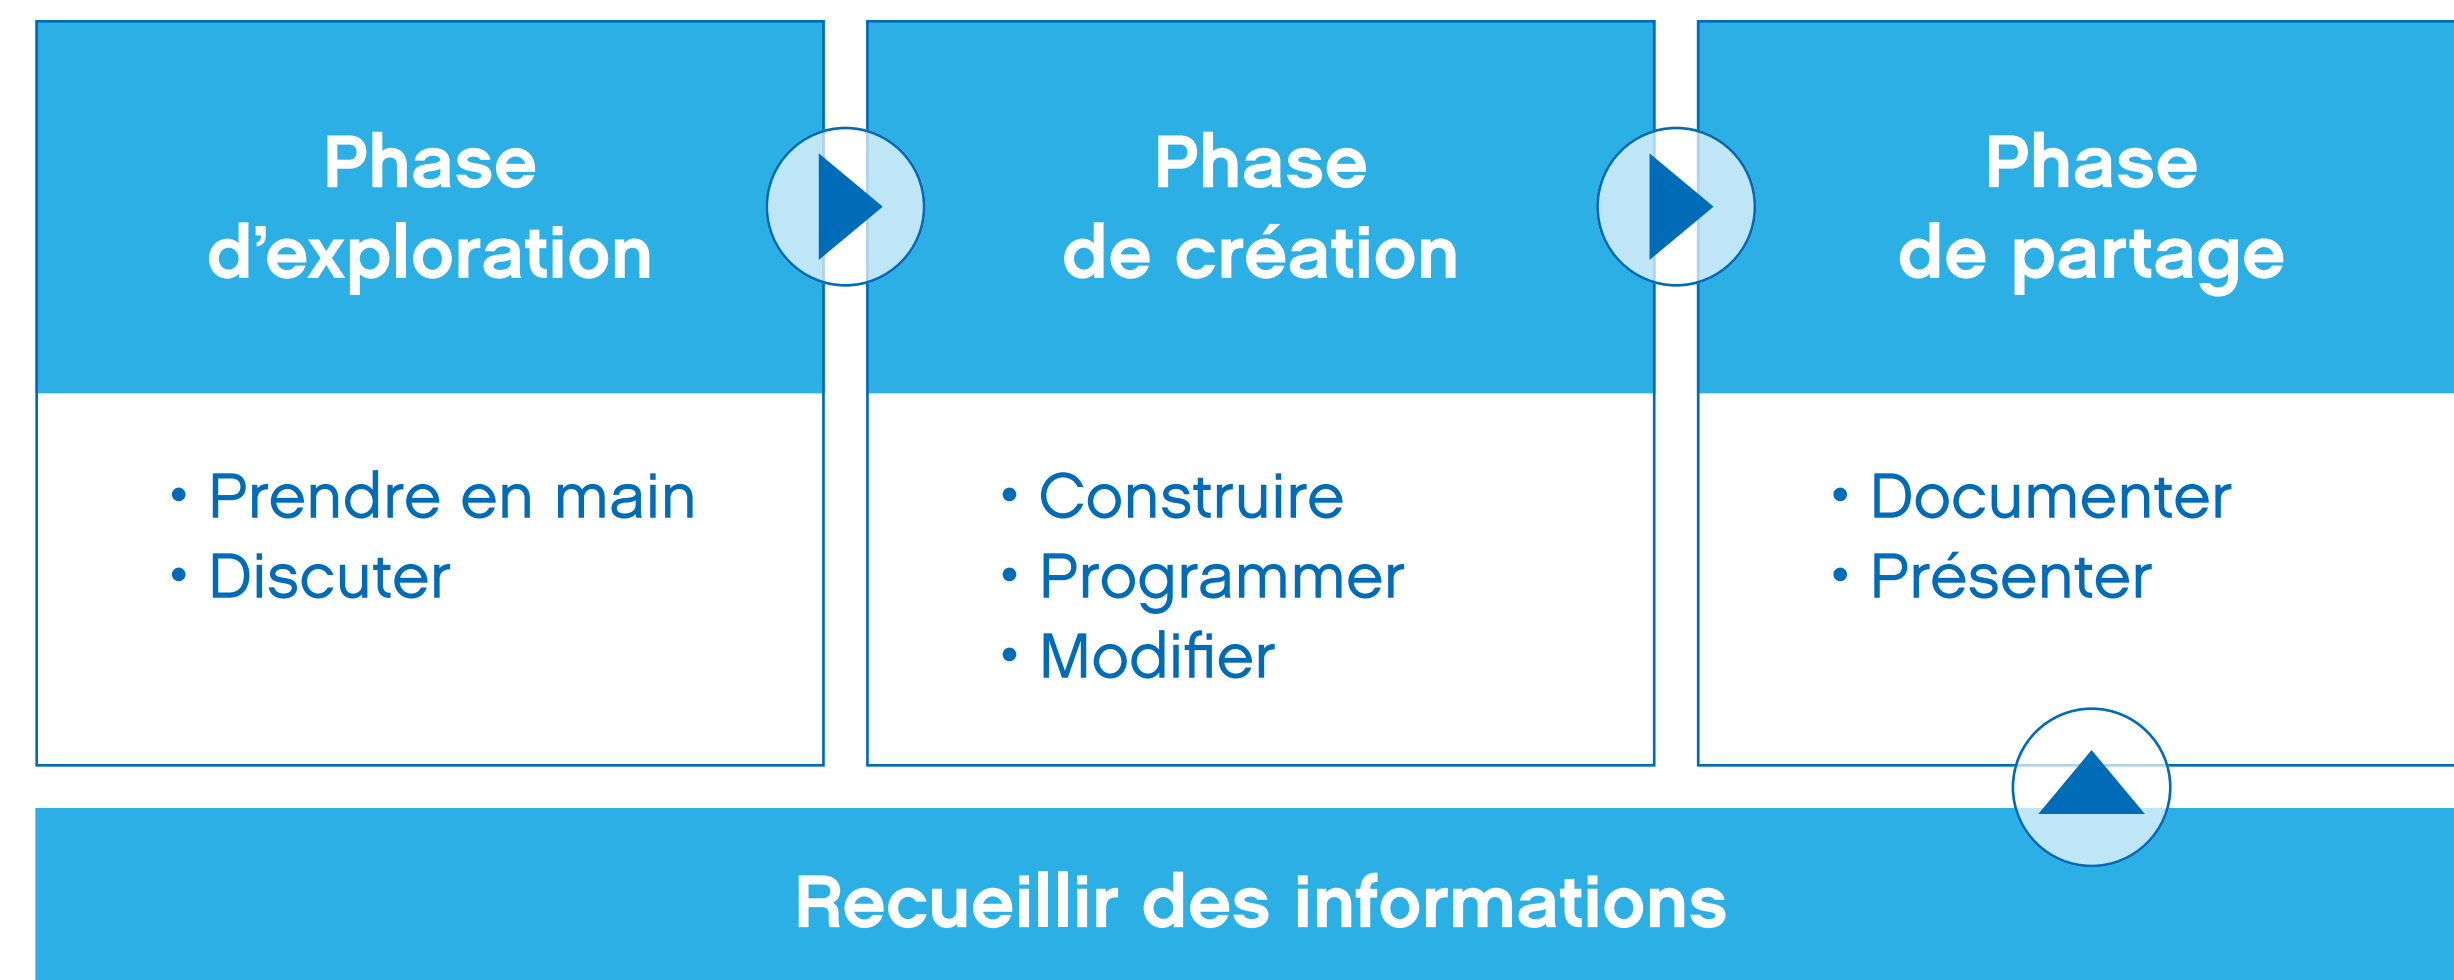 Phase
d’exploration
• Prendre en main
• Discuter
Phase
de création
• Construire
• Programmer
• Modifier
Phase
de partage
• Documenter
• Présenter
Recueillir des informations